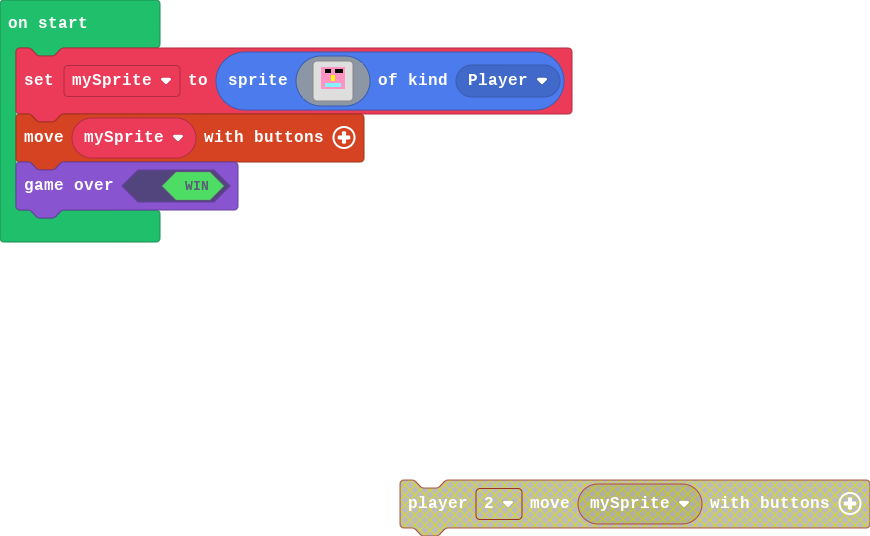 on start
set mySprite to sprite of kind Player
move mySprite with buttons
game over WIN
player 2 move mySprite with buttons